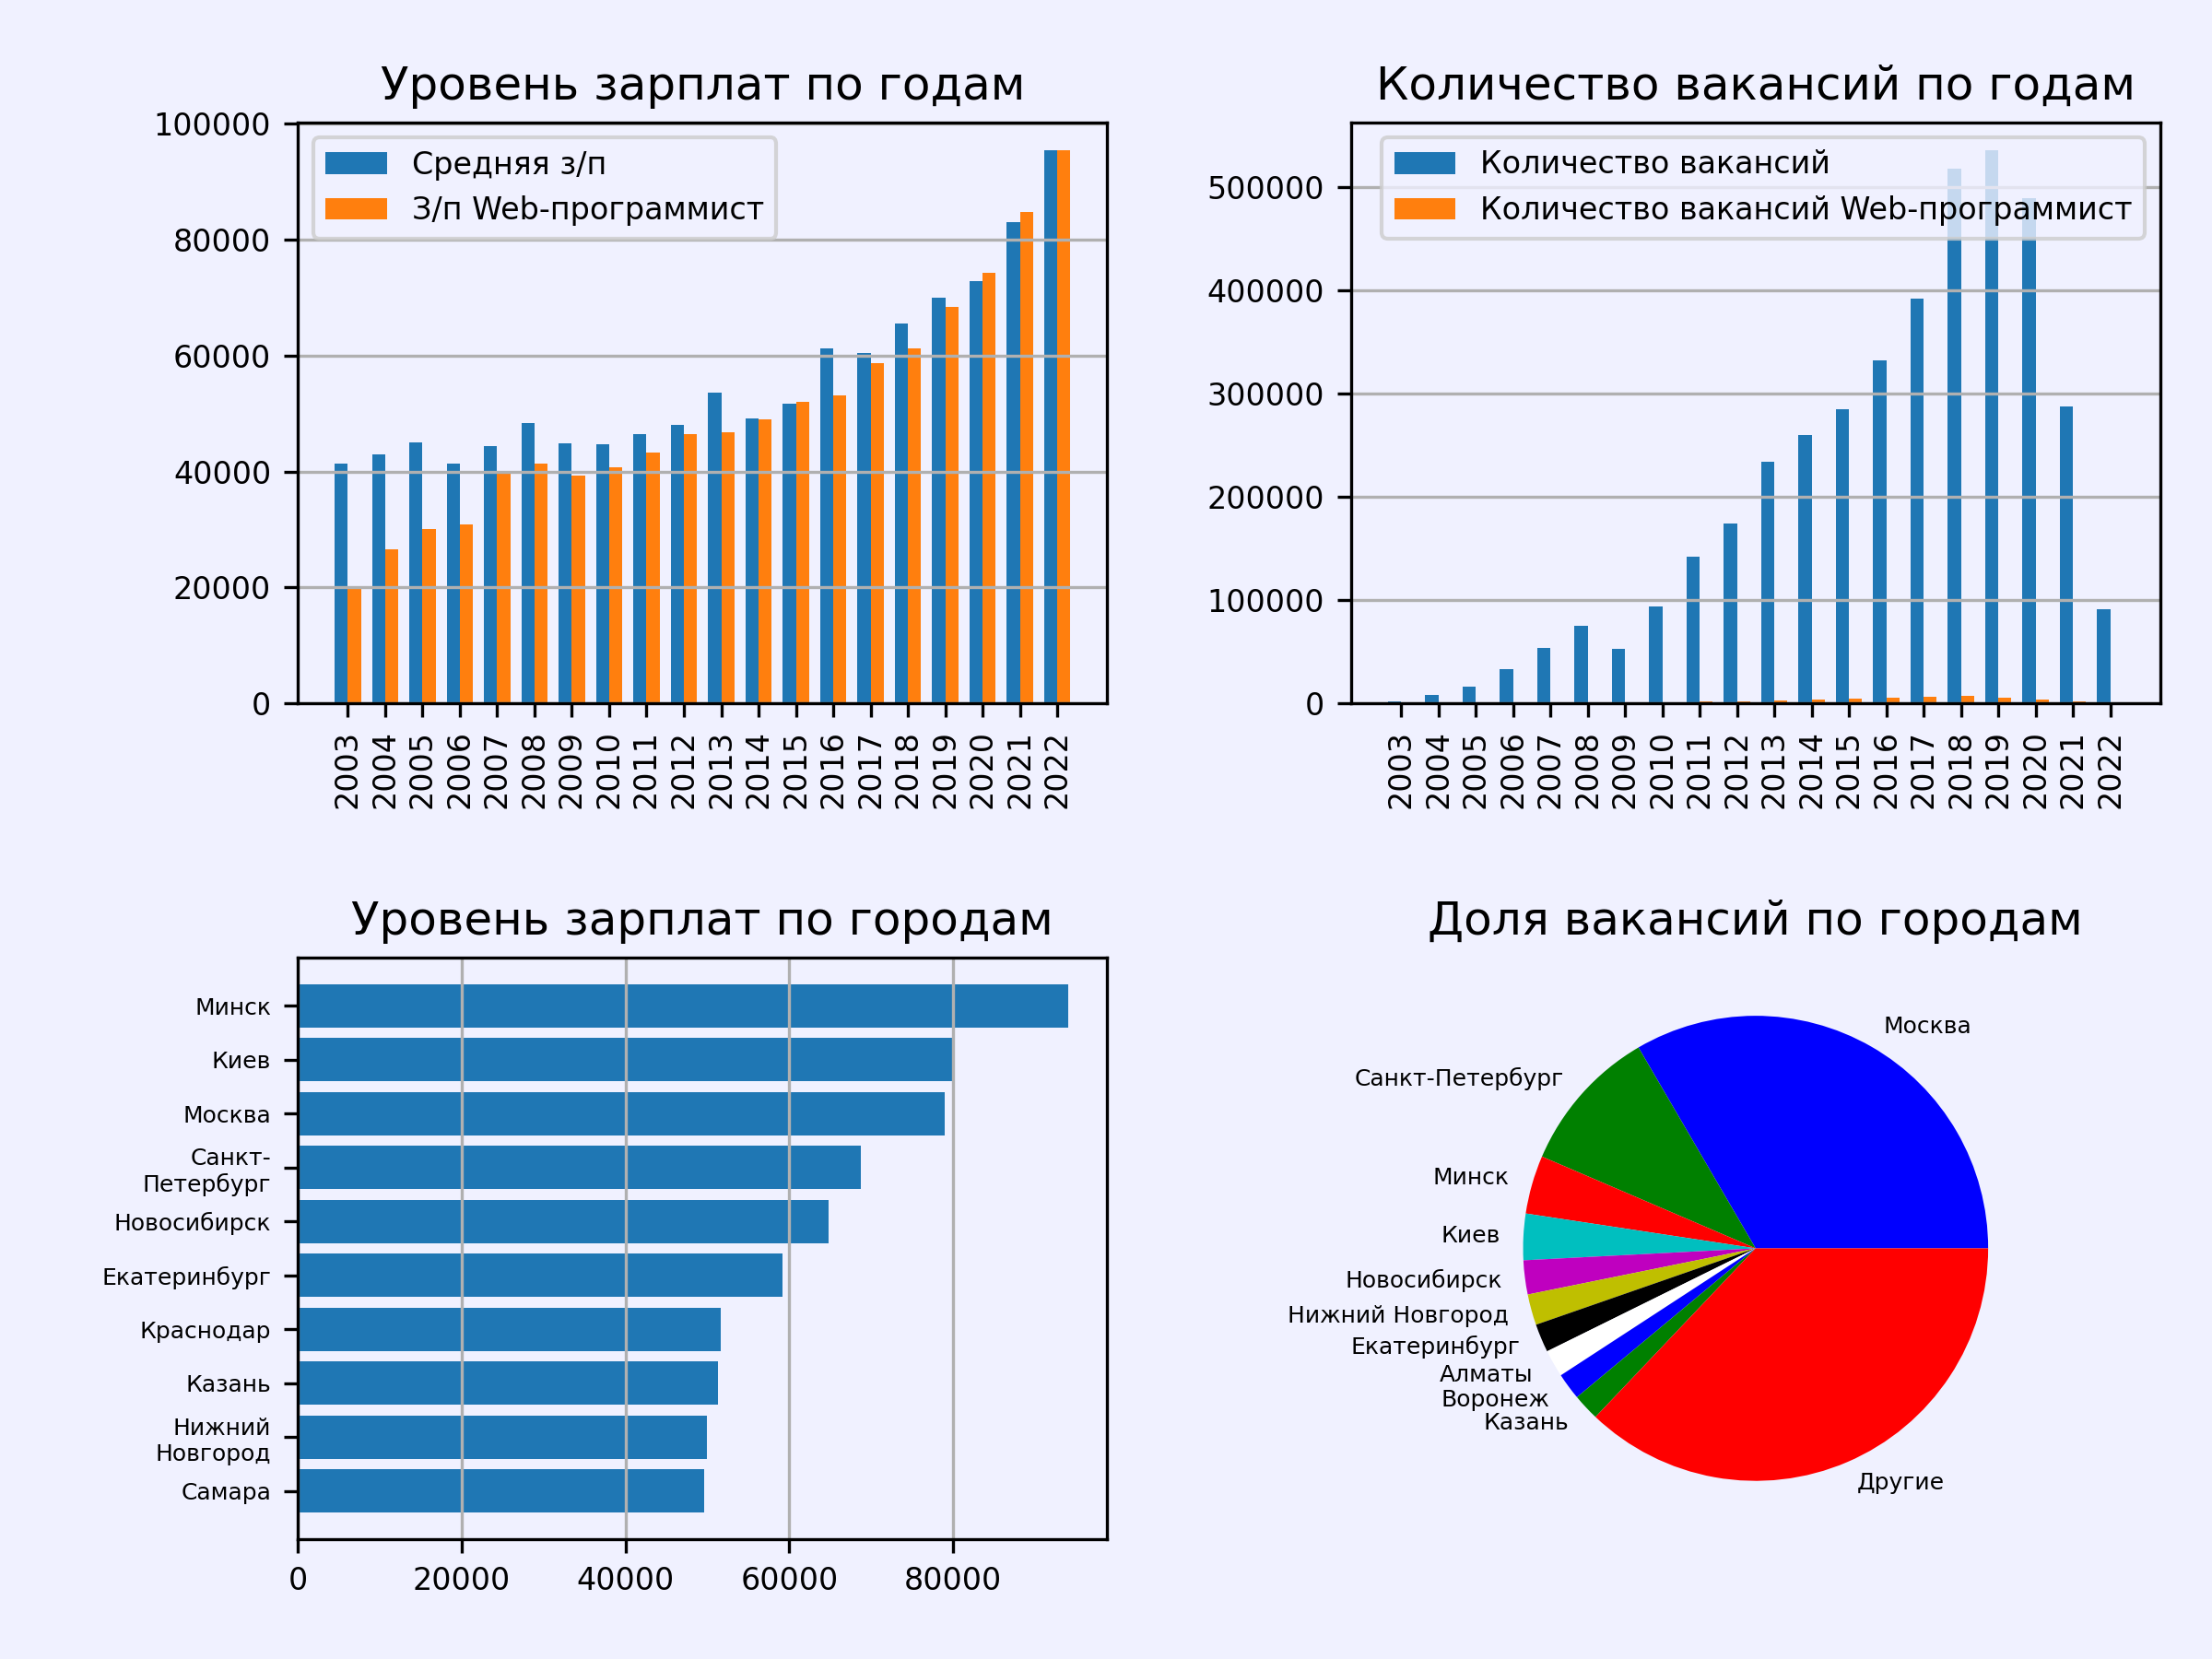 Уровень зарплат по годам
100000
80000
60000
40000
20000
0
Средняя з/п
З/п Web-программист
2003
2004
2005
2006
2007
2008
2009
2010
2011
2012
2013
2014
2015
2016
2017
2018
2019
2020
2021
2022
Количество вакансий по годам
500000
400000
300000
200000
100000
0
Количество вакансий
Количество вакансий Web-программист
2003
2004
2005
2006
2007
2008
2009
2010
2011
2012
2013
2014
2015
2016
2017
2018
2019
2020
2021
2022
Уровень зарплат по городам
Минск
Киев
Москва
Санкт-
Петербург
Новосибирск
Екатеринбург
Краснодар
Казань
Нижний
Новгород
Самара
0
20000
40000
60000
80000
Доля вакансий по городам
Москва
Санкт-Петербург
Минск
Киев
Новосибирск
Нижний Новгород
Екатеринбург
Алматы
Воронеж
Казань
Другие